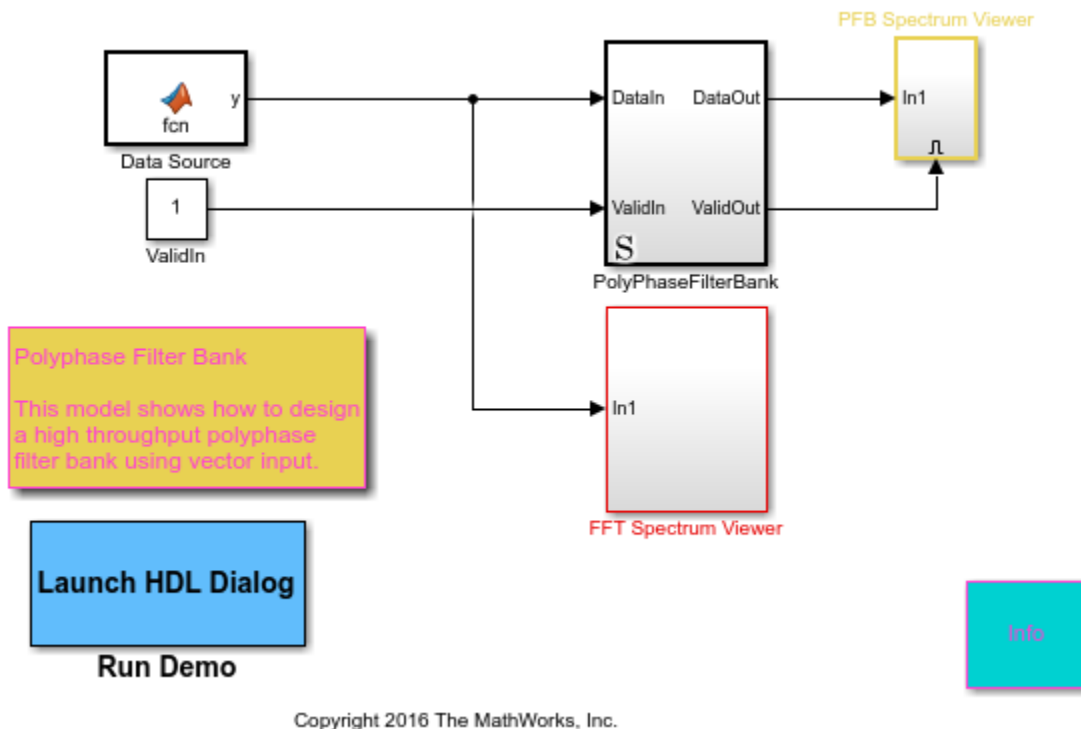 PFB Spectrum Viewer
y
fcn
Data Source
DataIn DataOut
In1
1
ValidIn
ValidIn ValidOut
S
PolyPhaseFilterBank
Polyphase Filter Bank
This model shows how to design
a high throughput polyphase
filter bank using vector input.
In1
FFT Spectrum Viewer
Launch HDL Dialog
Run Demo
Info
Copyright 2016 The MathWorks, Inc.